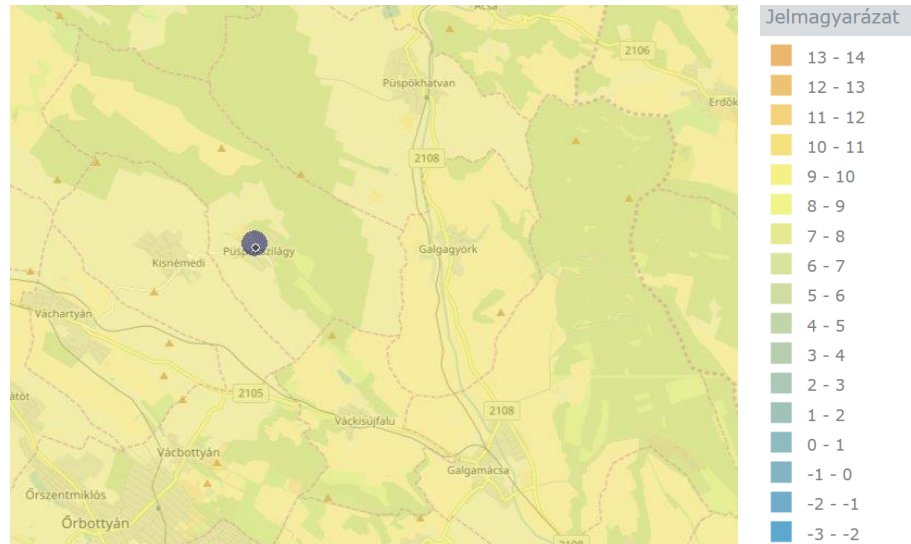 Acsa
2106
Püspökhatvan
Erdők
2108
Püspökszilágy
Galgagyörk
Kisnémedi
Váchartyán
2105
átót
2108
Váckisújfalu
Vácbottyán
Galgamácsa
Őrszentmiklós
Őrbottyán
2108
Jelmagyarázat
13 - 14
12 - 13
11 - 12
10 - 11
9 - 10
8 - 9
7 - 8
6 - 7
5 - 6
4 - 5
3 - 4
2 - 3
1 - 2
0 - 1
-1 - 0
-2 - -1
-3 - -2